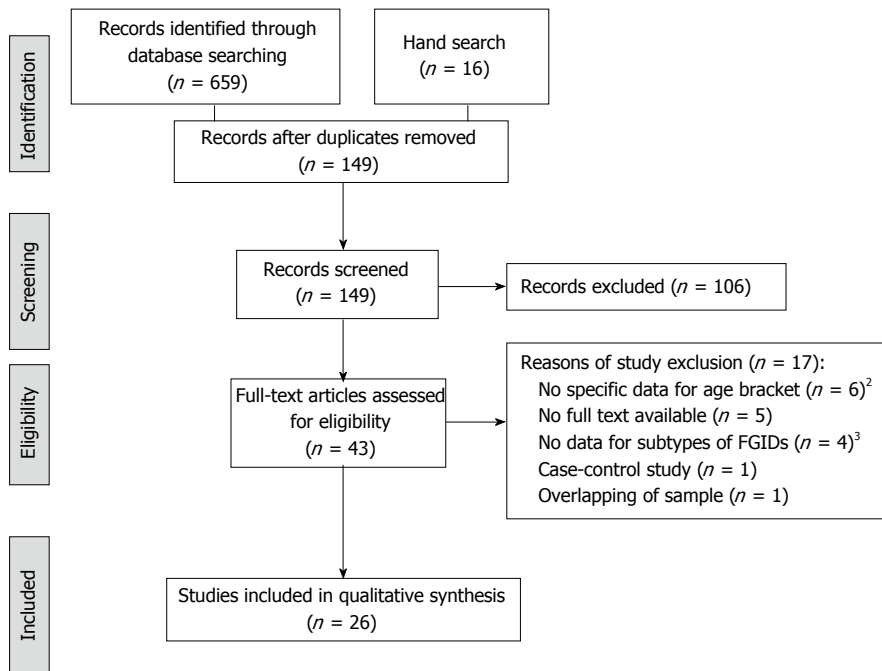 Identification
Records identified through
database searching
(n = 659)
Hand search
(n = 16)
Records after duplicates removed
(n = 149)
Screening
Records screened
(n = 149)
Records excluded (n = 106)
Eligibility
Full-text articles assessed
for eligibility
(n = 43)
Reasons of study exclusion (n = 17):
No specific data for age bracket (n = 6)²
No full text available (n = 5)
No data for subtypes of FGIDs (n = 4)³
Case-control study (n = 1)
Overlapping of sample (n = 1)
Included
Studies included in qualitative synthesis
(n = 26)